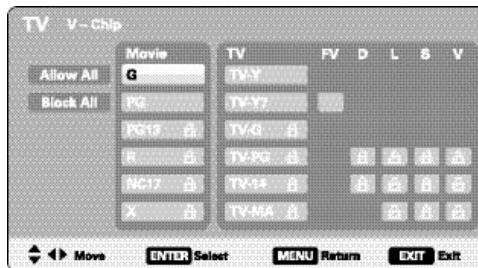 TV V-Chip
Movie TV FV D L S V
Allow All G TV-Y
Block All PG TV-Y7
PG13 TV-G
R TV-PG
NC17 TV-14
X TV-MA
Move ENTER Select MENU Return EXIT Exit